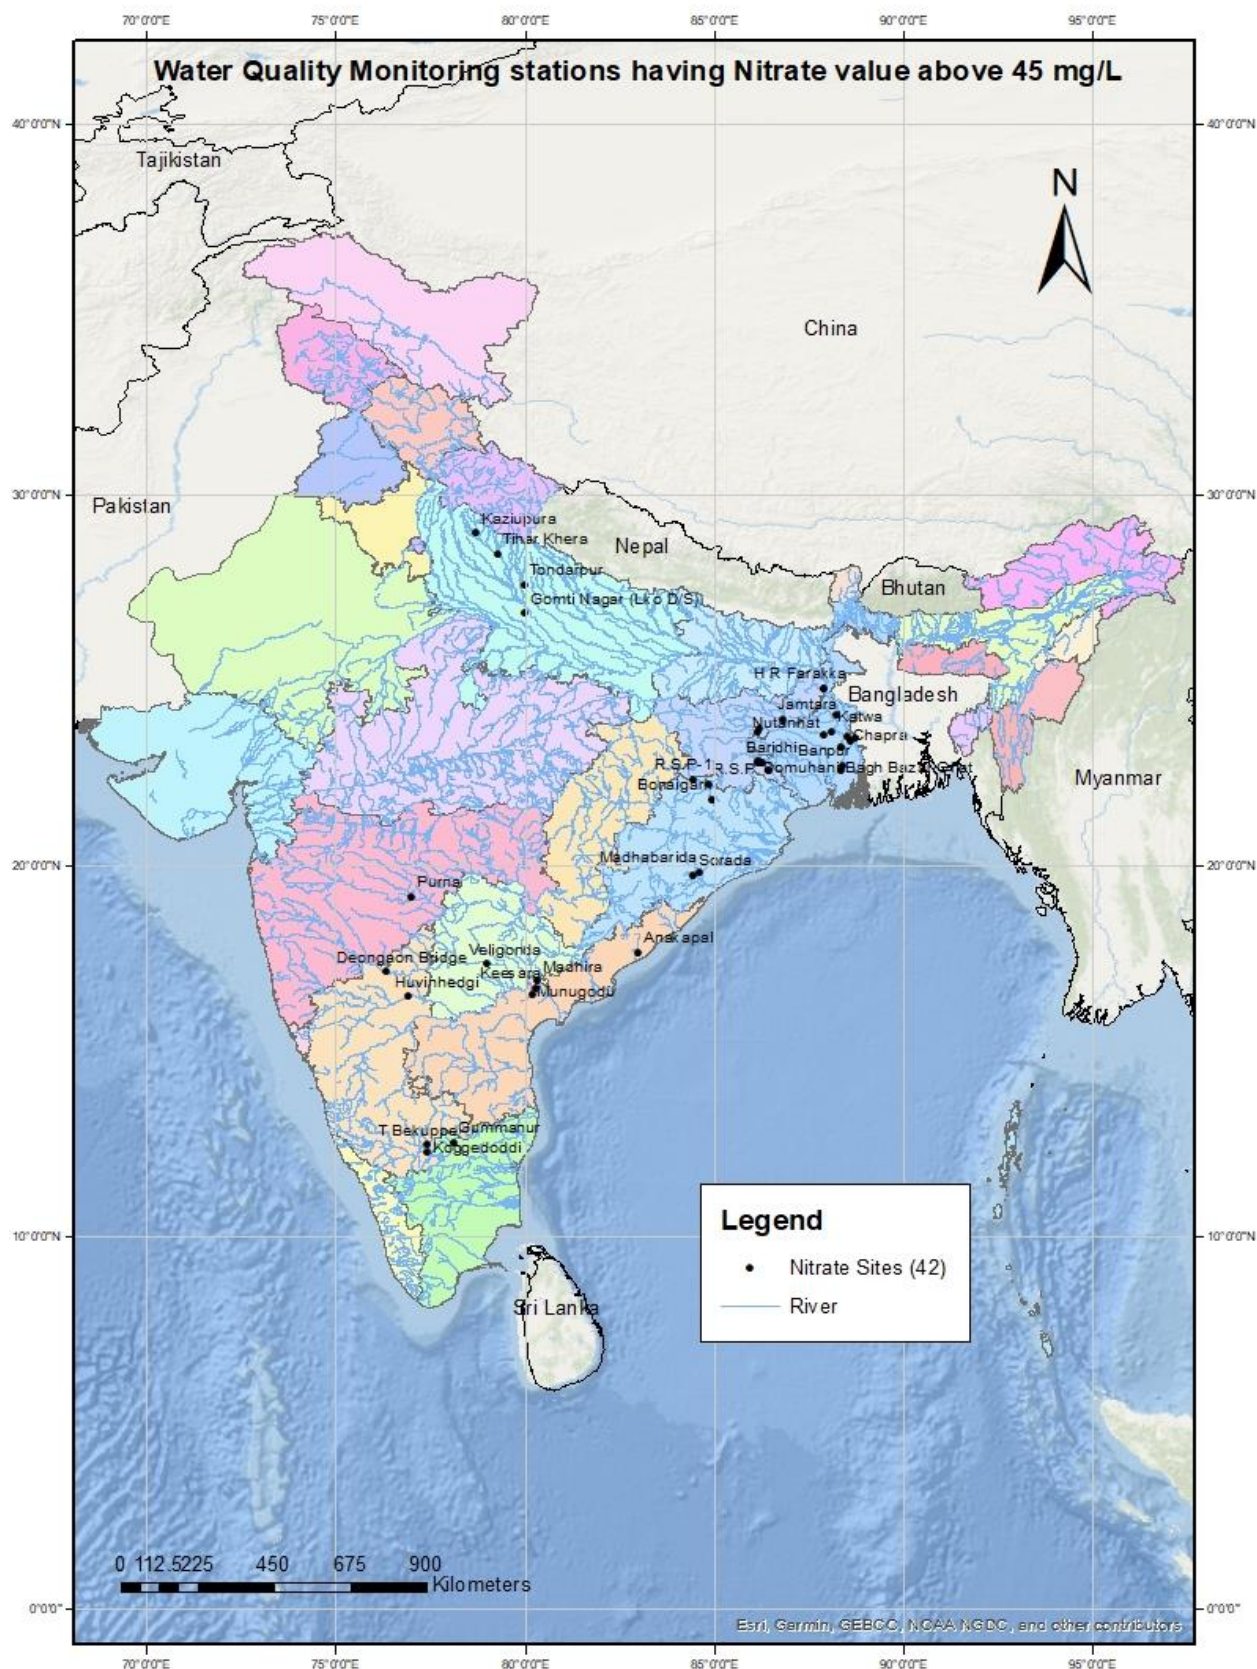 70°0'0"E 75°0'0"E 80°0'0"E 85°0'0"E 90°0'0"E 95°0'0"E
Water Quality Monitoring stations having Nitrate value above 45 mg/L
40°0'0"N 40°0'0"N
Tajikistan
N
China
30°0'0"N 30°0'0"N
Pakistan
Kaziupura
Tihar Khera
Nepal
Tondarpur
Bhutan
Gomti Nagar (Lko D/S)
H R Farakka
Bangladesh
Jamtara
Katwa
Nutanhat
Chapra
Baridhi
Banpur
R.S.P-1
R.S.P.
Domuhani
Bagh Bazar Ghat
Myanmar
Bonaigarh
Madhabarida
Sorada
20°0'0"N 20°0'0"N
Purna
Anakapal
Veligonda
Deongaon Bridge
Madhira
Keesara
Huvinhedgi
Munugodu
T Bekuppe
Gummanur
Koggedoddi
Legend
10°0'0"N 10°0'0"N
Nitrate Sites (42)
River
Sri Lanka
0 112.5225 450 675 900
Kilometers
0°0'0" 0°0'0"
Esri, Garmin, GEBCO, NOAA NGDC, and other contributors
70°0'0"E 75°0'0"E 80°0'0"E 85°0'0"E 90°0'0"E 95°0'0"E